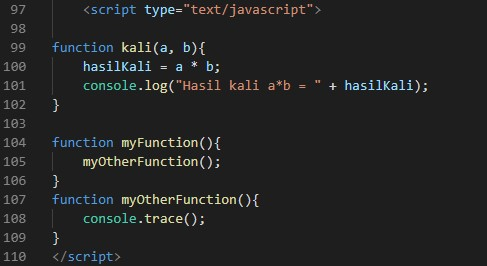 97 <script type="text/javascript">
98
99 function kali(a, b){
100 hasilKali = a * b;
101 console.log("Hasil kali a*b = " + hasilKali);
102 }
103
104 function myFunction(){
105 myOtherFunction();
106 }
107 function myOtherFunction(){
108 console.trace();
109 }
110 </script>